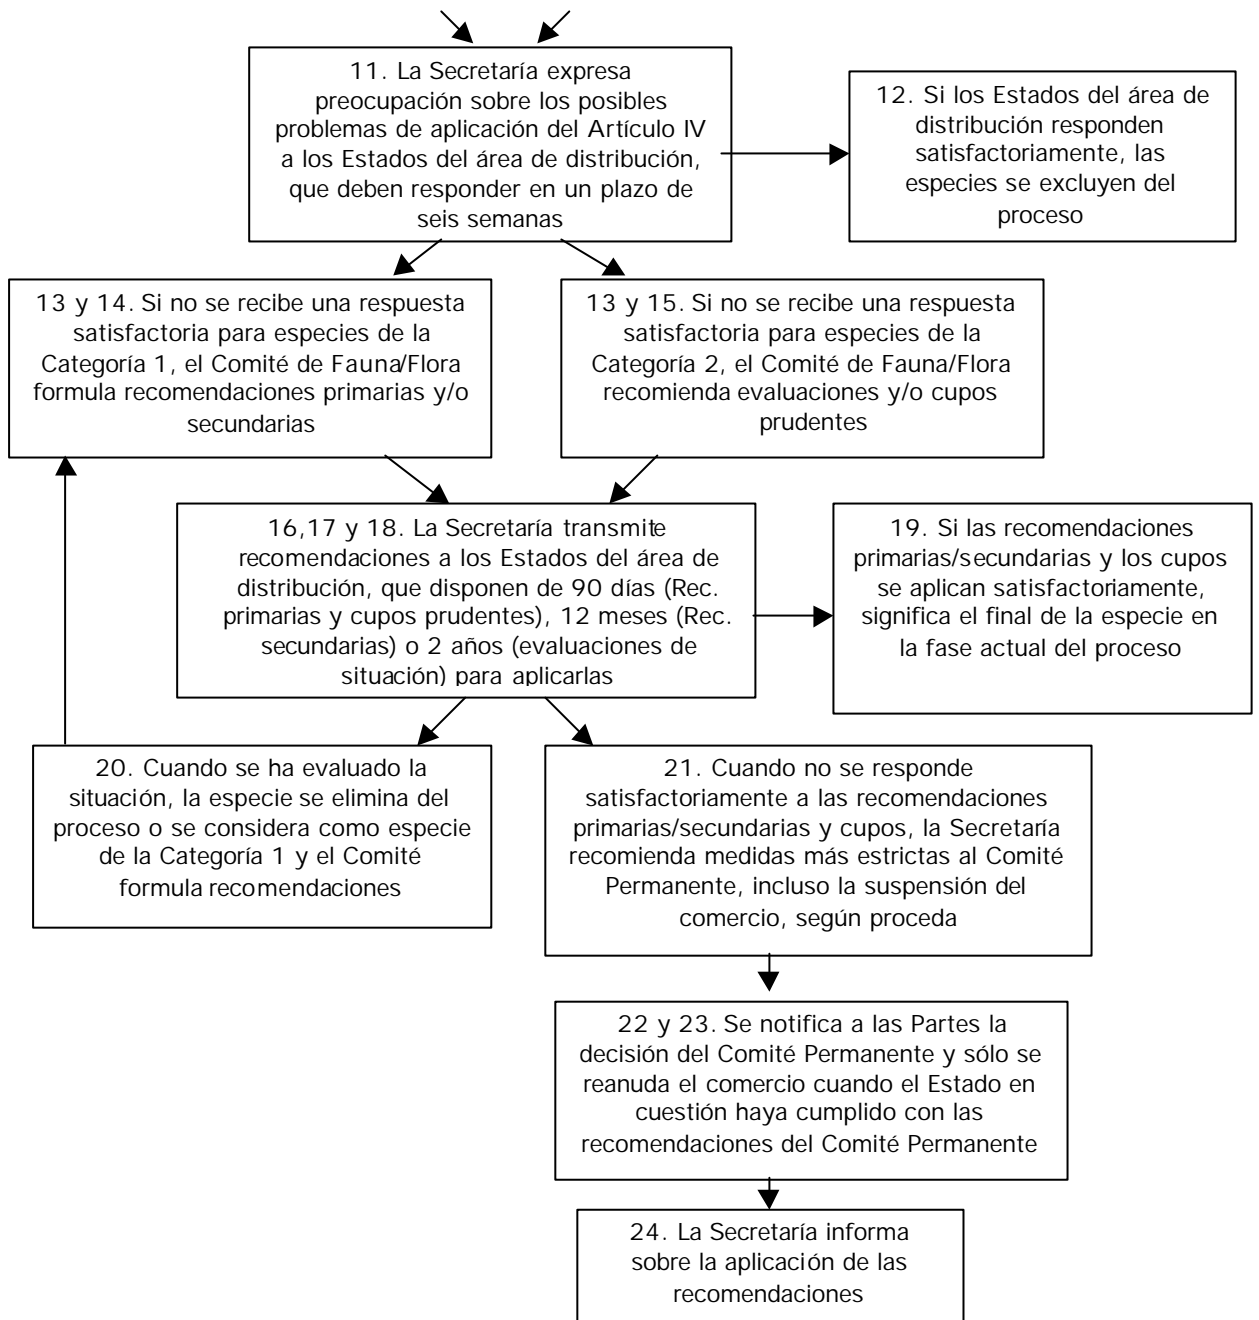 11. La Secretaría expresa
preocupación sobre los posibles
problemas de aplicación del Artículo IV
a los Estados del área de distribución,
que deben responder en un plazo de
seis semanas
12. Si los Estados del área de
distribución responden
satisfactoriamente, las
especies se excluyen del
proceso
13 y 14. Si no se recibe una respuesta
satisfactoria para especies de la
Categoría 1, el Comité de Fauna/Flora
formula recomendaciones primarias y/o
secundarias
13 y 15. Si no se recibe una respuesta
satisfactoria para especies de la
Categoría 2, el Comité de Fauna/Flora
recomienda evaluaciones y/o cupos
prudentes
16,17 y 18. La Secretaría transmite
recomendaciones a los Estados del área de
distribución, que disponen de 90 días (Rec.
primarias y cupos prudentes), 12 meses (Rec.
secundarias) o 2 años (evaluaciones de
situación) para aplicarlas
19. Si las recomendaciones
primarias/secundarias y los cupos
se aplican satisfactoriamente,
significa el final de la especie en
la fase actual del proceso
20. Cuando se ha evaluado la
situación, la especie se elimina del
proceso o se considera como especie
de la Categoría 1 y el Comité
formula recomendaciones
21. Cuando no se responde
satisfactoriamente a las recomendaciones
primarias/secundarias y cupos, la Secretaría
recomienda medidas más estrictas al Comité
Permanente, incluso la suspensión del
comercio, según proceda
22 y 23. Se notifica a las Partes la
decisión del Comité Permanente y sólo se
reanuda el comercio cuando el Estado en
cuestión haya cumplido con las
recomendaciones del Comité Permanente
24. La Secretaría informa
sobre la aplicación de las
recomendaciones